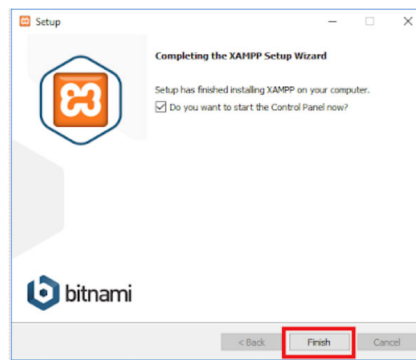 Setup
Completing the XAMPP Setup Wizard
Setup has finished installing XAMPP on your computer.
Do you want to start the Control Panel now?
bitnami
< Back
Finish
Cancel